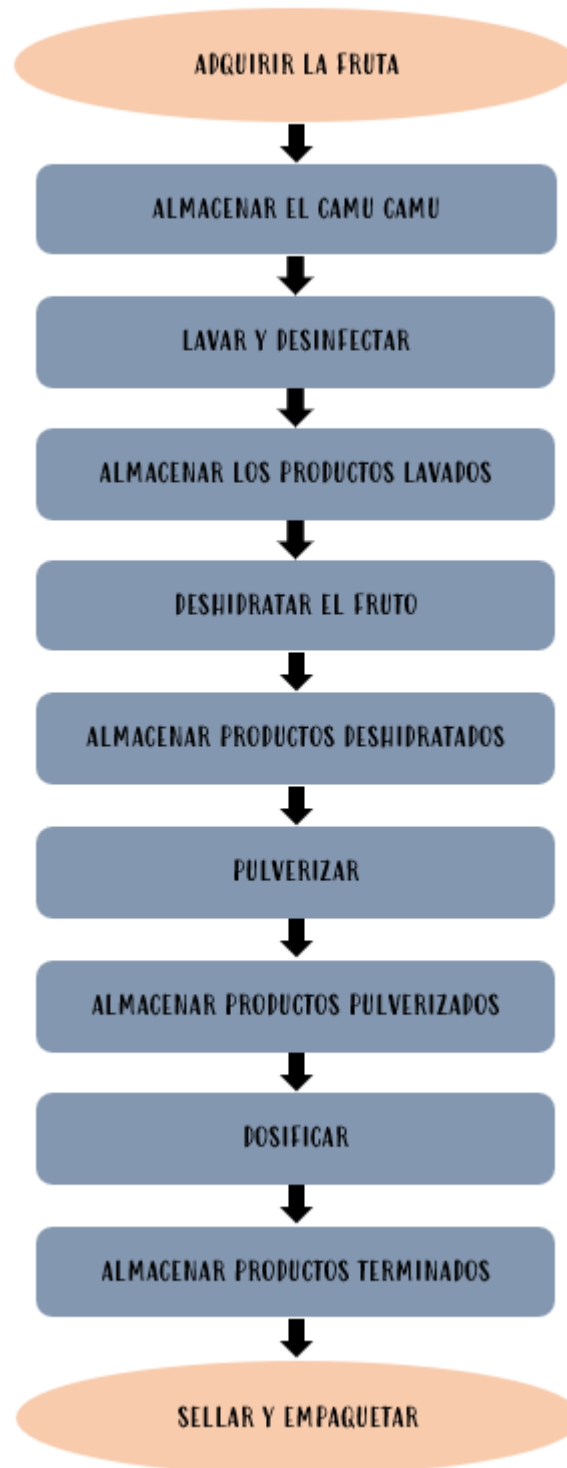 ADQUIRIR LA FRUTA
ALMACENAR EL CAMU CAMU
LAVAR Y DESINFECTAR
ALMACENAR LOS PRODUCTOS LAVADOS
DESHIDRATAR EL FRUTO
ALMACENAR PRODUCTOS DESHIDRATADOS
PULVERIZAR
ALMACENAR PRODUCTOS PULVERIZADOS
DOSIFICAR
ALMACENAR PRODUCTOS TERMINADOS
SELLAR Y EMPAQUETAR